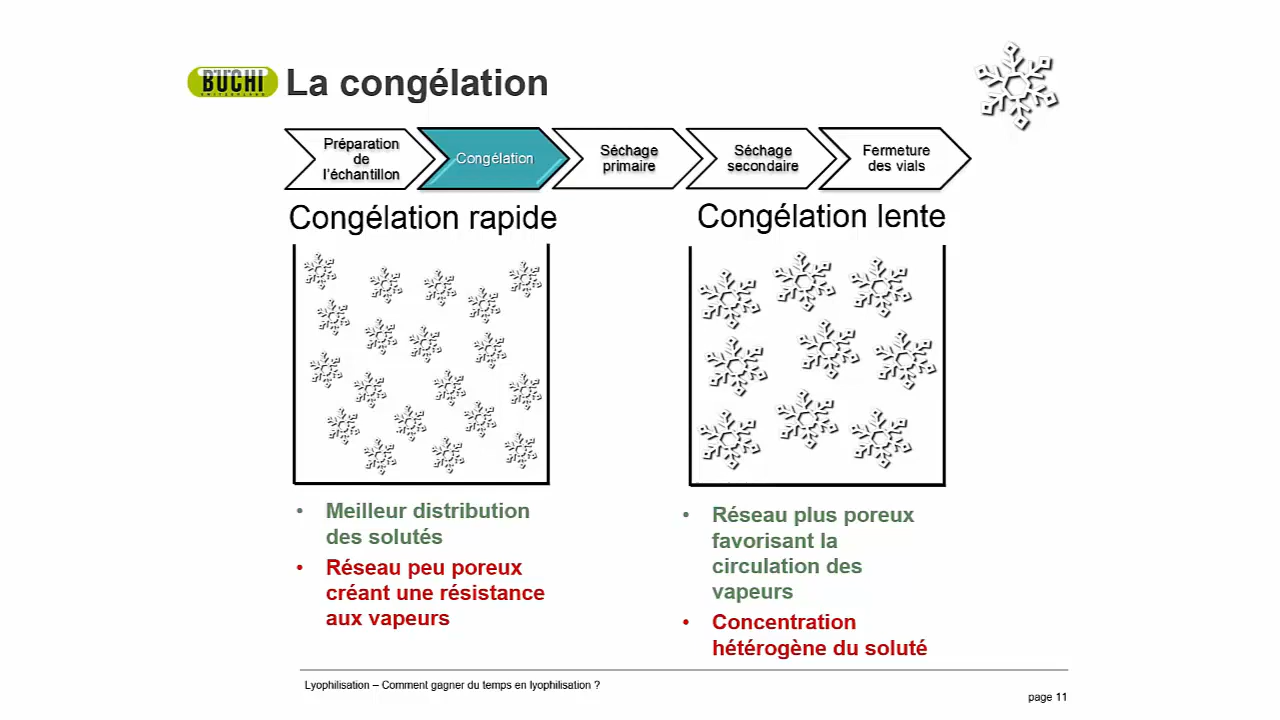 BÜCHI
SWITZERLAND
La congélation
Préparation
de
l'échantillon
Congélation
Séchage
primaire
Séchage
secondaire
Fermeture
des vials
Congélation rapide
Congélation lente
• Meilleur distribution
des solutés
• Réseau peu poreux
créant une résistance
aux vapeurs
• Réseau plus poreux
favorisant la
circulation des
vapeurs
• Concentration
hétérogène du soluté
Lyophilisation – Comment gagner du temps en lyophilisation ?
page 11